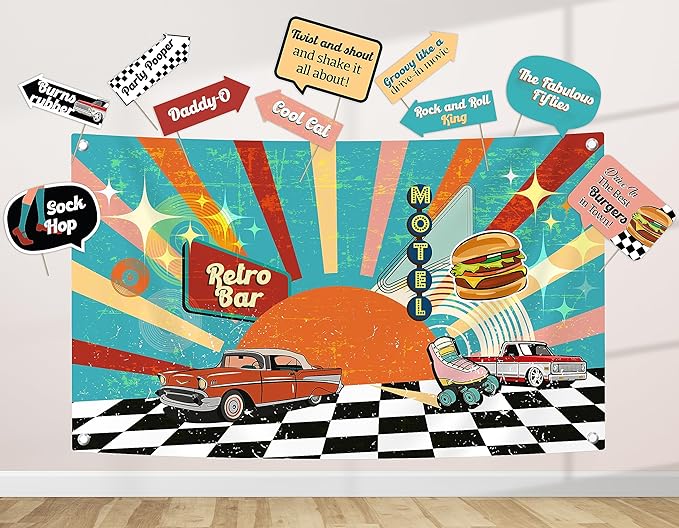 Burns
rubber
Party Pooper
Daddy-O
Cool Cat
Twist and shout
and shake it
all about!
Groovy like a
drive-in movie
Rock and Roll
King
The Fabulous
Fifties
Drive In
The Best
Burgers
in Town!
Sock
Hop
Retro
Bar
MOTEL